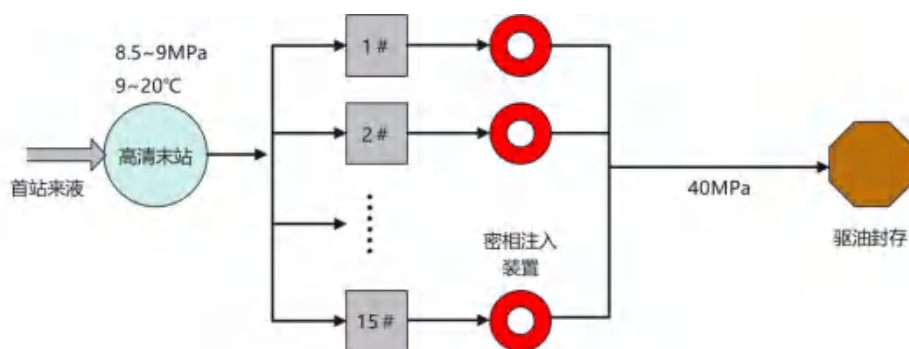 8.5~9MPa
9~20℃
高清末站
首站来液
1#
2#
15#
密相注入
装置
40MPa
驱油封存